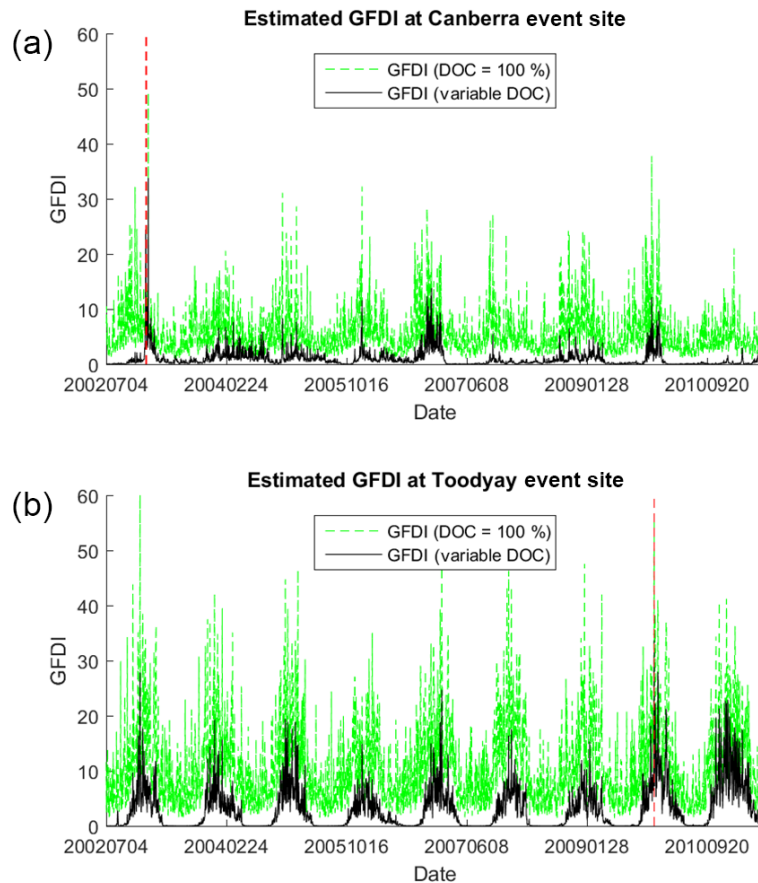 (a)
Estimated GFDI at Canberra event site
GFDI (DOC = 100 %)
GFDI (variable DOC)
60
50
40
30
20
10
0
GFDI
20020704 20040224 20051016 20070608 20090128 20100920
Date
(b)
Estimated GFDI at Toodyay event site
GFDI (DOC = 100 %)
GFDI (variable DOC)
60
50
40
30
20
10
0
GFDI
20020704 20040224 20051016 20070608 20090128 20100920
Date